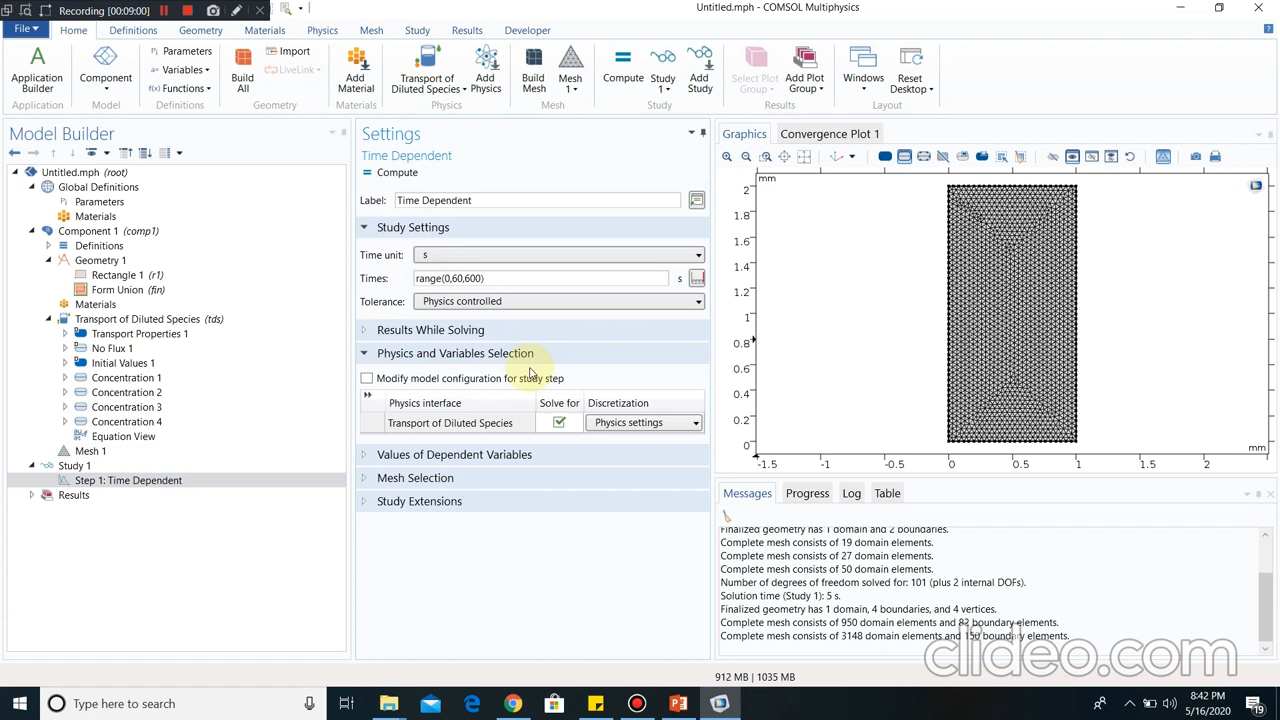 Recording [00:09:00]
Untitled.mph - COMSOL Multiphysics
File
Home
Definitions
Geometry
Materials
Physics
Mesh
Study
Results
Developer
Application Builder
Component
Parameters
Variables
Functions
Build All
Import
LiveLink
Add Material
Transport of Diluted Species
Add Physics
Build Mesh
Mesh 1
Compute
Study 1
Add Study
Select Plot Group
Add Plot Group
Windows
Reset Desktop
Application
Model
Definitions
Geometry
Materials
Physics
Mesh
Study
Results
Layout
Model Builder
Untitled.mph (root)
Global Definitions
Parameters
Materials
Component 1 (comp1)
Definitions
Geometry 1
Rectangle 1 (r1)
Form Union (fin)
Materials
Transport of Diluted Species (tds)
Transport Properties 1
No Flux 1
Initial Values 1
Concentration 1
Concentration 2
Concentration 3
Concentration 4
Equation View
Mesh 1
Study 1
Step 1: Time Dependent
Results
Settings
Time Dependent
Compute
Label: Time Dependent
Study Settings
Time unit: s
Times: range(0,60,600) s
Tolerance: Physics controlled
Results While Solving
Physics and Variables Selection
Modify model configuration for study step
Physics interface Solve for Discretization
Transport of Diluted Species Physics settings
Values of Dependent Variables
Mesh Selection
Study Extensions
Graphics Convergence Plot 1
mm
2
1.8
1.6
1.4
1.2
1
0.8
0.6
0.4
0.2
0
mm
-1.5 -1 -0.5 0 0.5 1 1.5 2
Messages Progress Log Table
Finalized geometry has 1 domain and 2 boundaries.
Complete mesh consists of 19 domain elements.
Complete mesh consists of 27 domain elements.
Complete mesh consists of 50 domain elements.
Number of degrees of freedom solved for: 101 (plus 2 internal DOFs).
Solution time (Study 1): 5 s.
Finalized geometry has 1 domain, 4 boundaries, and 4 vertices.
Complete mesh consists of 950 domain elements and 82 boundary elements.
Complete mesh consists of 3148 domain elements and 150 boundary elements.
clideo.com
912 MB | 1035 MB
Type here to search
8:42 PM
5/16/2020
19